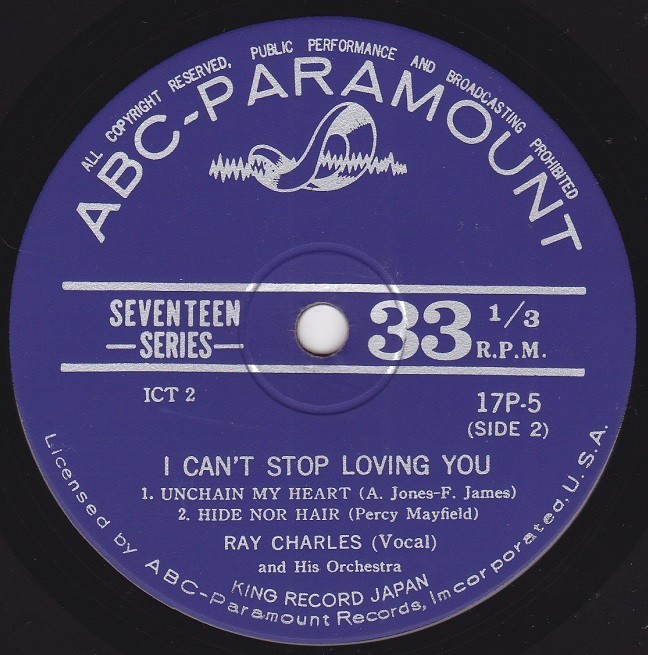 ALL COPYRIGHT RESERVED, PUBLIC PERFORMANCE AND BROADCASTING PROHIBITED
ABC-PARAMOUNT
SEVENTEEN
—SERIES—
33 1/3
R.P.M.
ICT 2
17P-5
(SIDE 2)
I CAN'T STOP LOVING YOU
1. UNCHAIN MY HEART (A. Jones-F. James)
2. HIDE NOR HAIR (Percy Mayfield)
RAY CHARLES (Vocal)
and His Orchestra
KING RECORD JAPAN
Licensed by ABC-Paramount Records, Imcorporated, U.S.A.